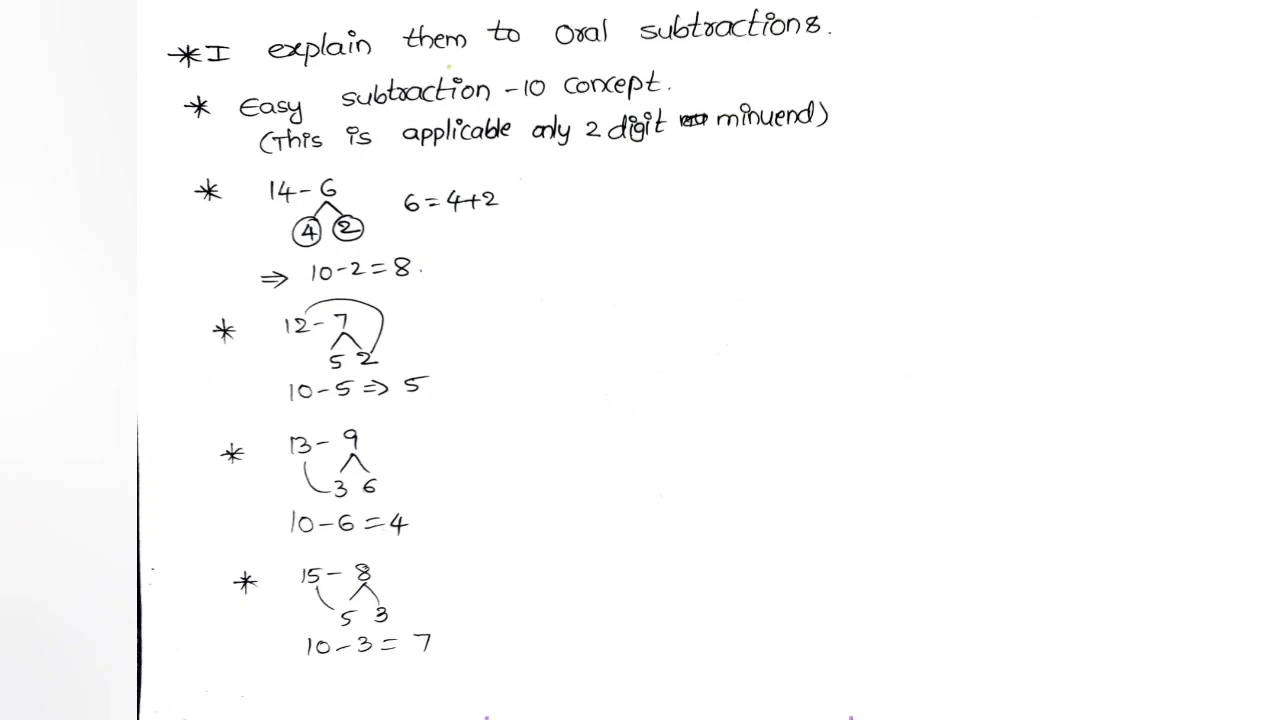 * I explain them to Oral subtractions.
* Easy subtraction -10 concept.
(This is applicable only 2 digit minuend)
* 14 - 6 6 = 4+2
4 2
⇒ 10-2 = 8.
* 12 - 7
5 2
10 - 5 ⇒ 5
* 13 - 9
3 6
10 - 6 = 4
* 15 - 8
5 3
10 - 3 = 7